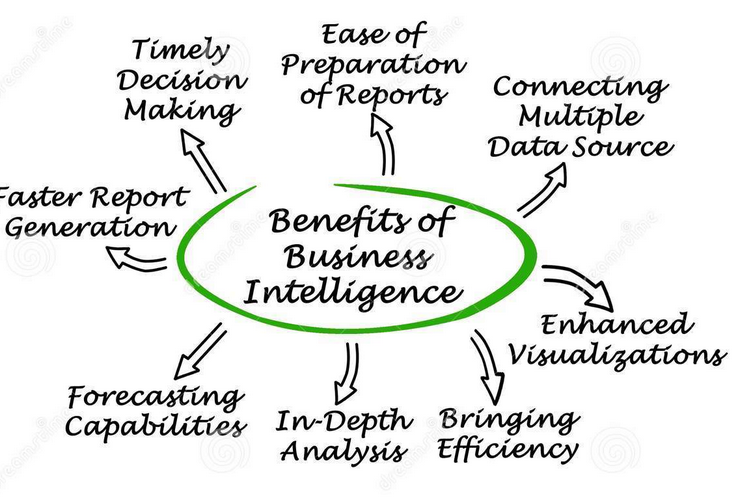 Timely
Decision
Making
Ease of
Preparation
of Reports
Connecting
Multiple
Data Source
Faster Report
Generation
Benefits of
Business
Intelligence
Enhanced
Visualizations
Forecasting
Capabilities
In-Depth
Analysis
Bringing
Efficiency